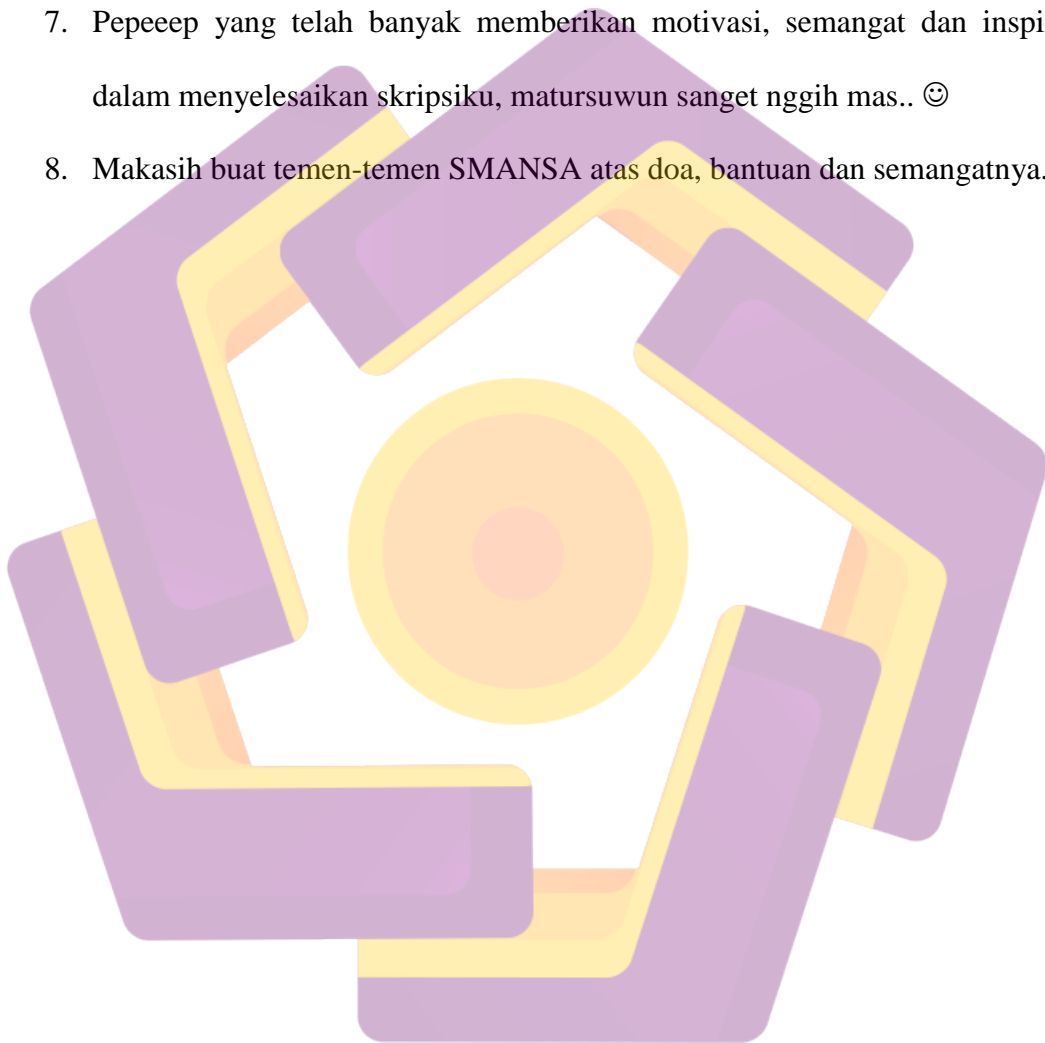 7. Pepeeep yang telah banyak memberikan motivasi, semangat dan inspi
dalam menyelesaikan skripsiku, matursuwun sanget nggih mas.. ☺
8. Makasih buat temen-temen SMANSA atas doa, bantuan dan semangatnya.